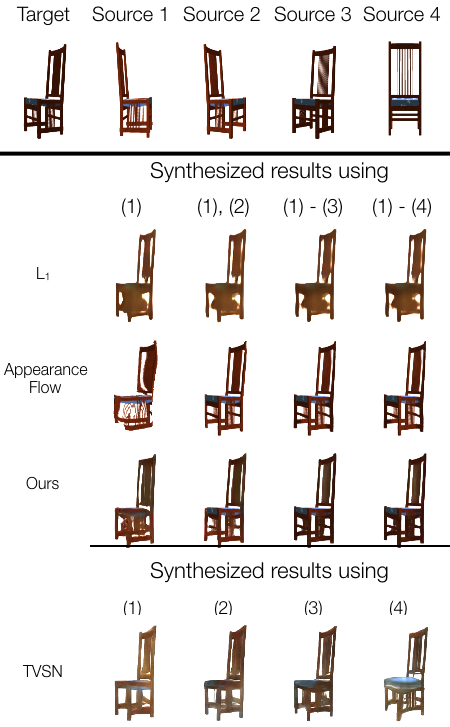 Target Source 1 Source 2 Source 3 Source 4
Synthesized results using
(1) (1), (2) (1) - (3) (1) - (4)
L₁
Appearance
Flow
Ours
Synthesized results using
(1) (2) (3) (4)
TVSN